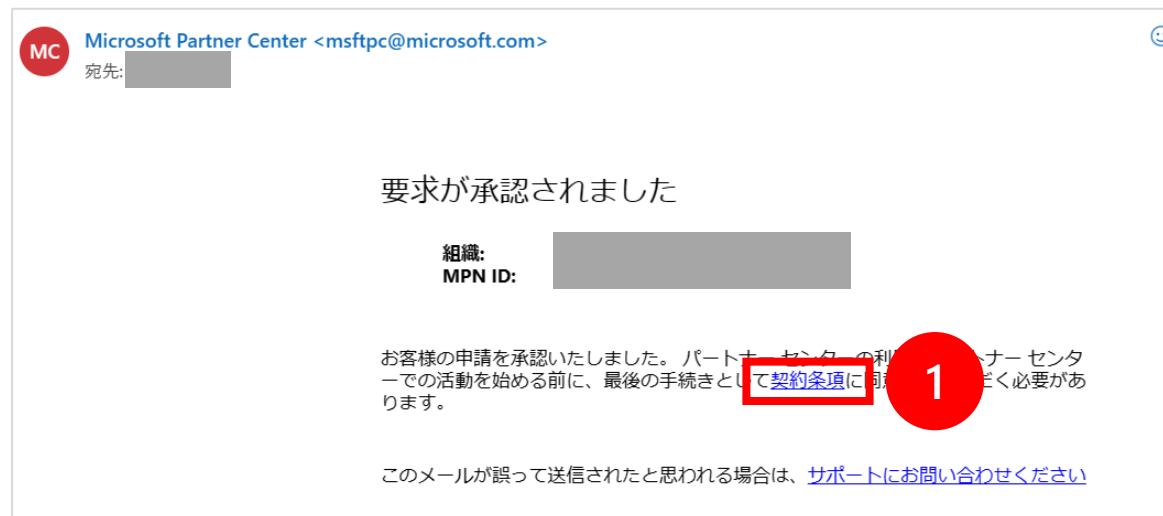 MC
Microsoft Partner Center <msftpc@microsoft.com>
宛先:
要求が承認されました
組織:
MPN ID:
お客様の申請を承認いたしました。 パートナー センターの利 トナー センタ
ーでの活動を始める前に、最後の手続きとして契約条項に同 だく必要があ
ります。
1
このメールが誤って送信されたと思われる場合は、サポートにお問い合わせください